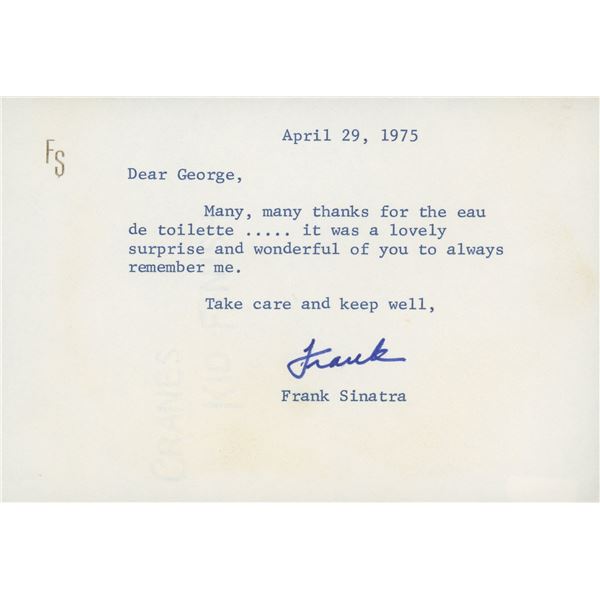 April 29, 1975
FS
Dear George,
Many, many thanks for the eau
de toilette ..... it was a lovely
surprise and wonderful of you to always
remember me.
Take care and keep well,
Frank
Frank Sinatra
CRANES